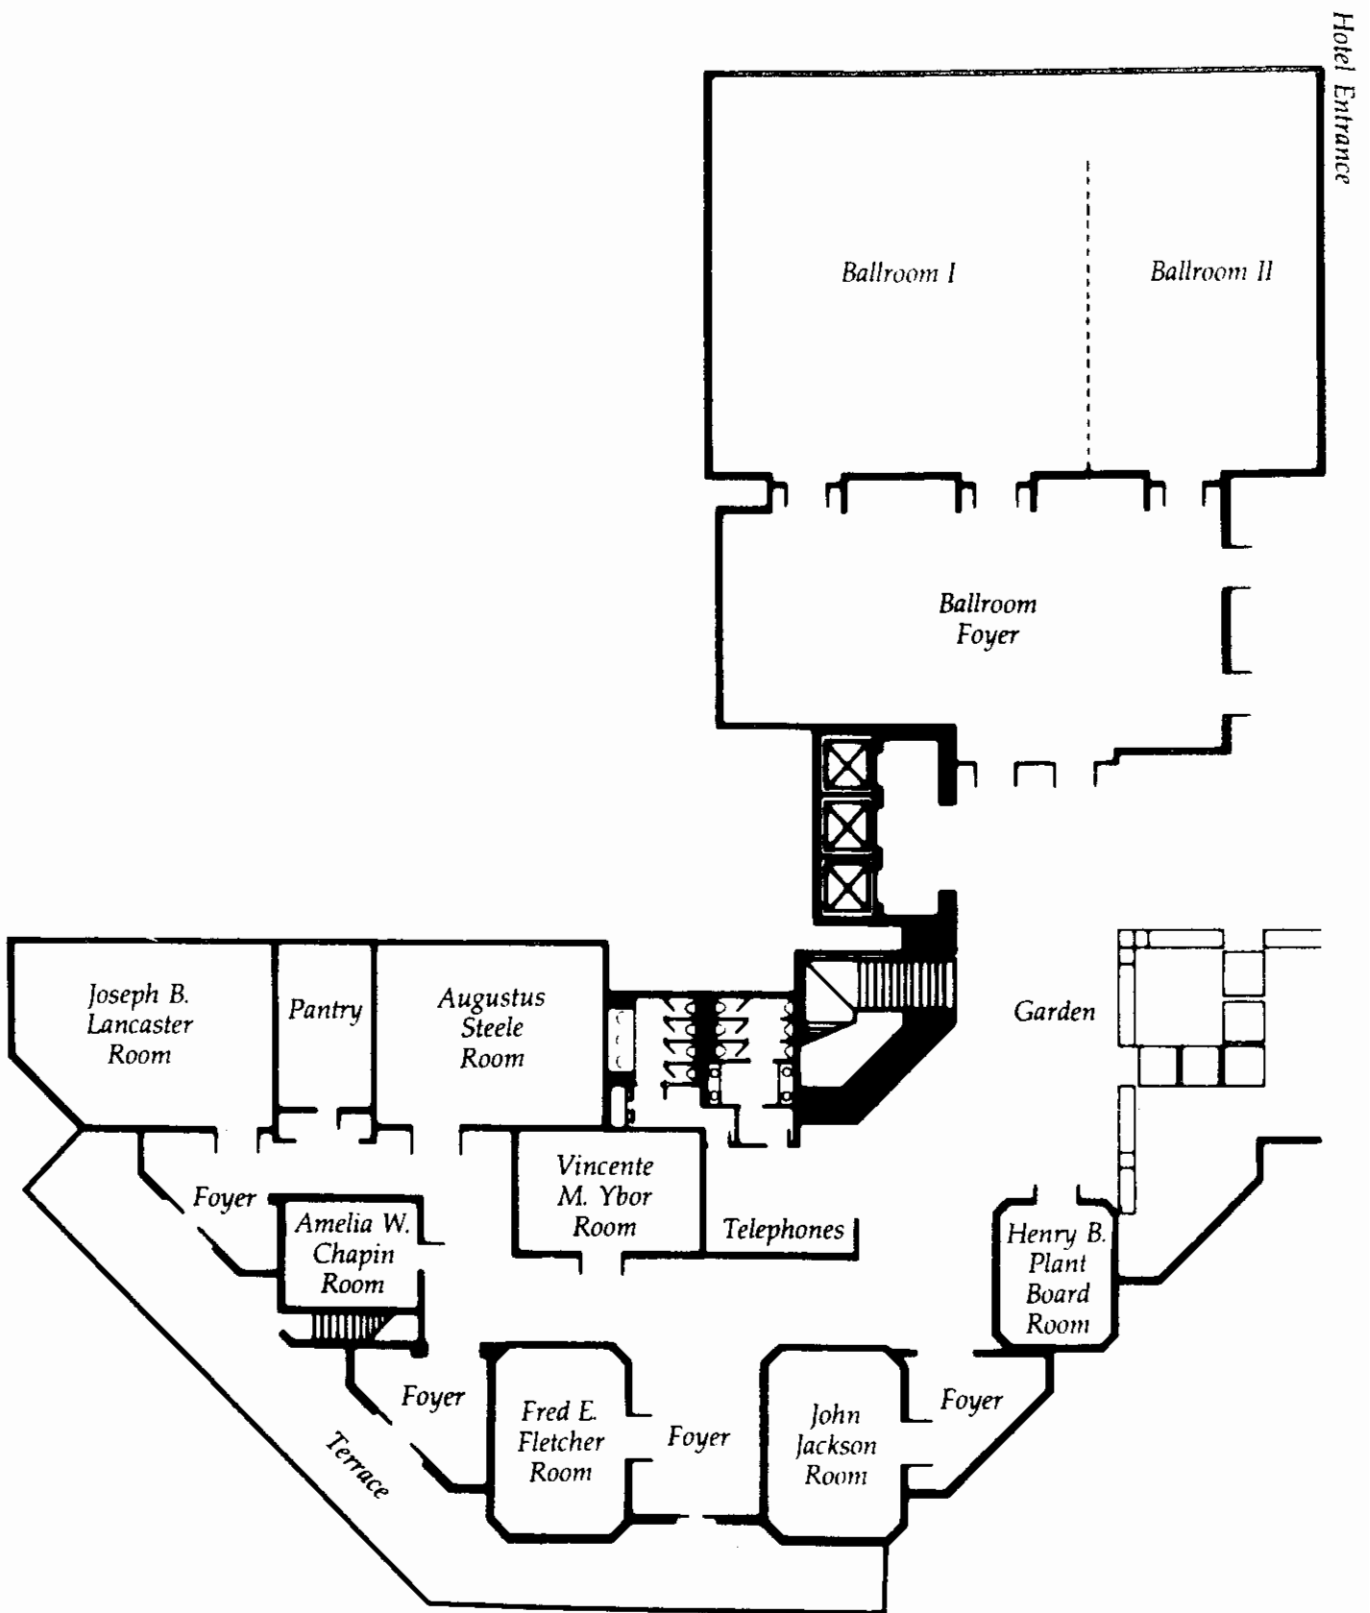 Hotel Entrance
Ballroom I
Ballroom II
Ballroom
Foyer
Garden
Joseph B.
Lancaster
Room
Pantry
Augustus
Steele
Room
Vincente
M. Ybor
Room
Telephones
Foyer
Amelia W.
Chapin
Room
Henry B.
Plant
Board
Room
Foyer
Fred E.
Fletcher
Room
Foyer
John
Jackson
Room
Foyer
Terrace